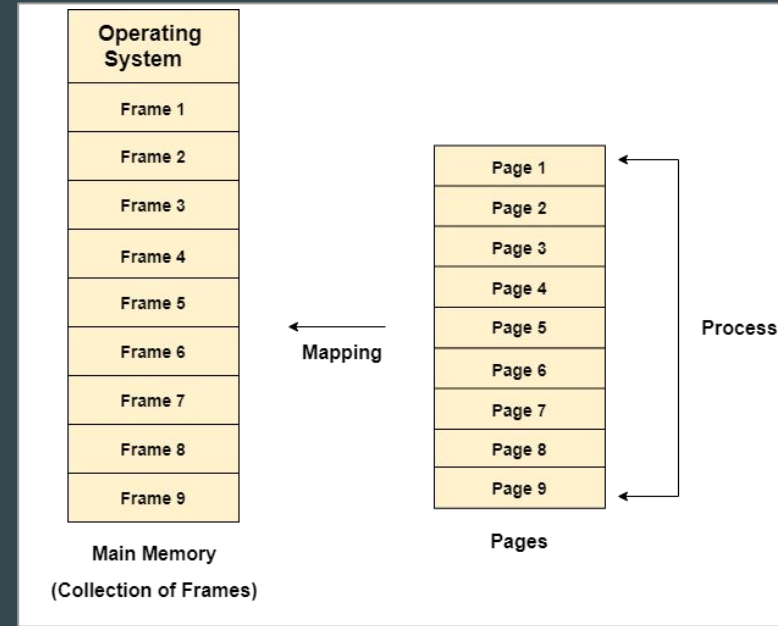 Operating
System
Frame 1
Frame 2
Frame 3
Frame 4
Frame 5
Frame 6
Frame 7
Frame 8
Frame 9
Main Memory
(Collection of Frames)
Mapping
Page 1
Page 2
Page 3
Page 4
Page 5
Page 6
Page 7
Page 8
Page 9
Pages
Process